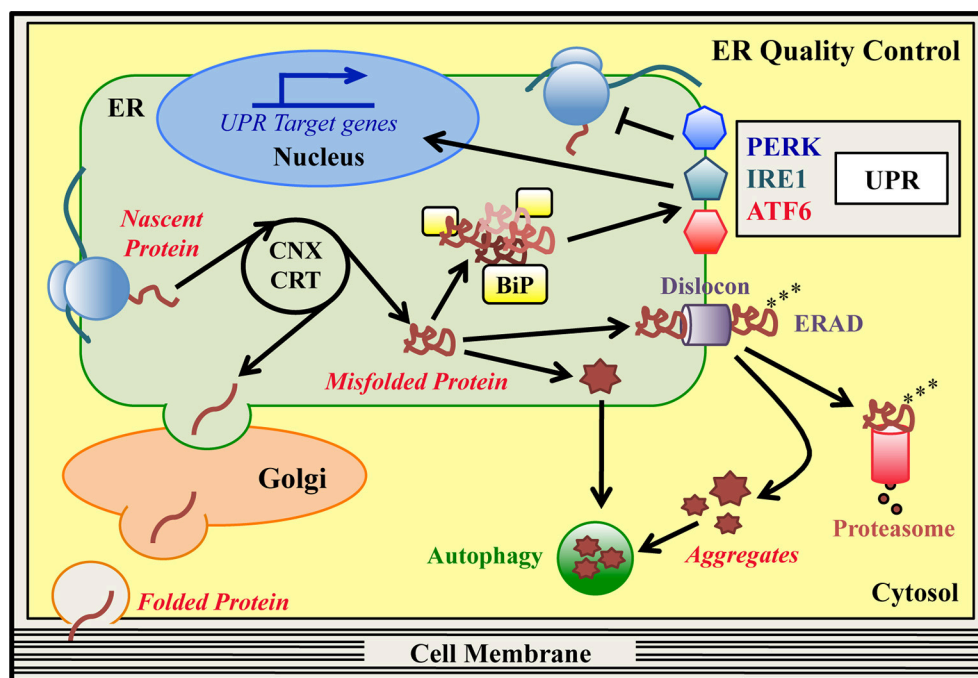 ER Quality Control
ER
UPR Target genes
Nucleus
PERK
IRE1
ATF6
UPR
Nascent
Protein
CNX
CRT
BiP
Dislocon
***
ERAD
Misfolded Protein
***
Golgi
Proteasome
Autophagy
Aggregates
Folded Protein
Cytosol
Cell Membrane